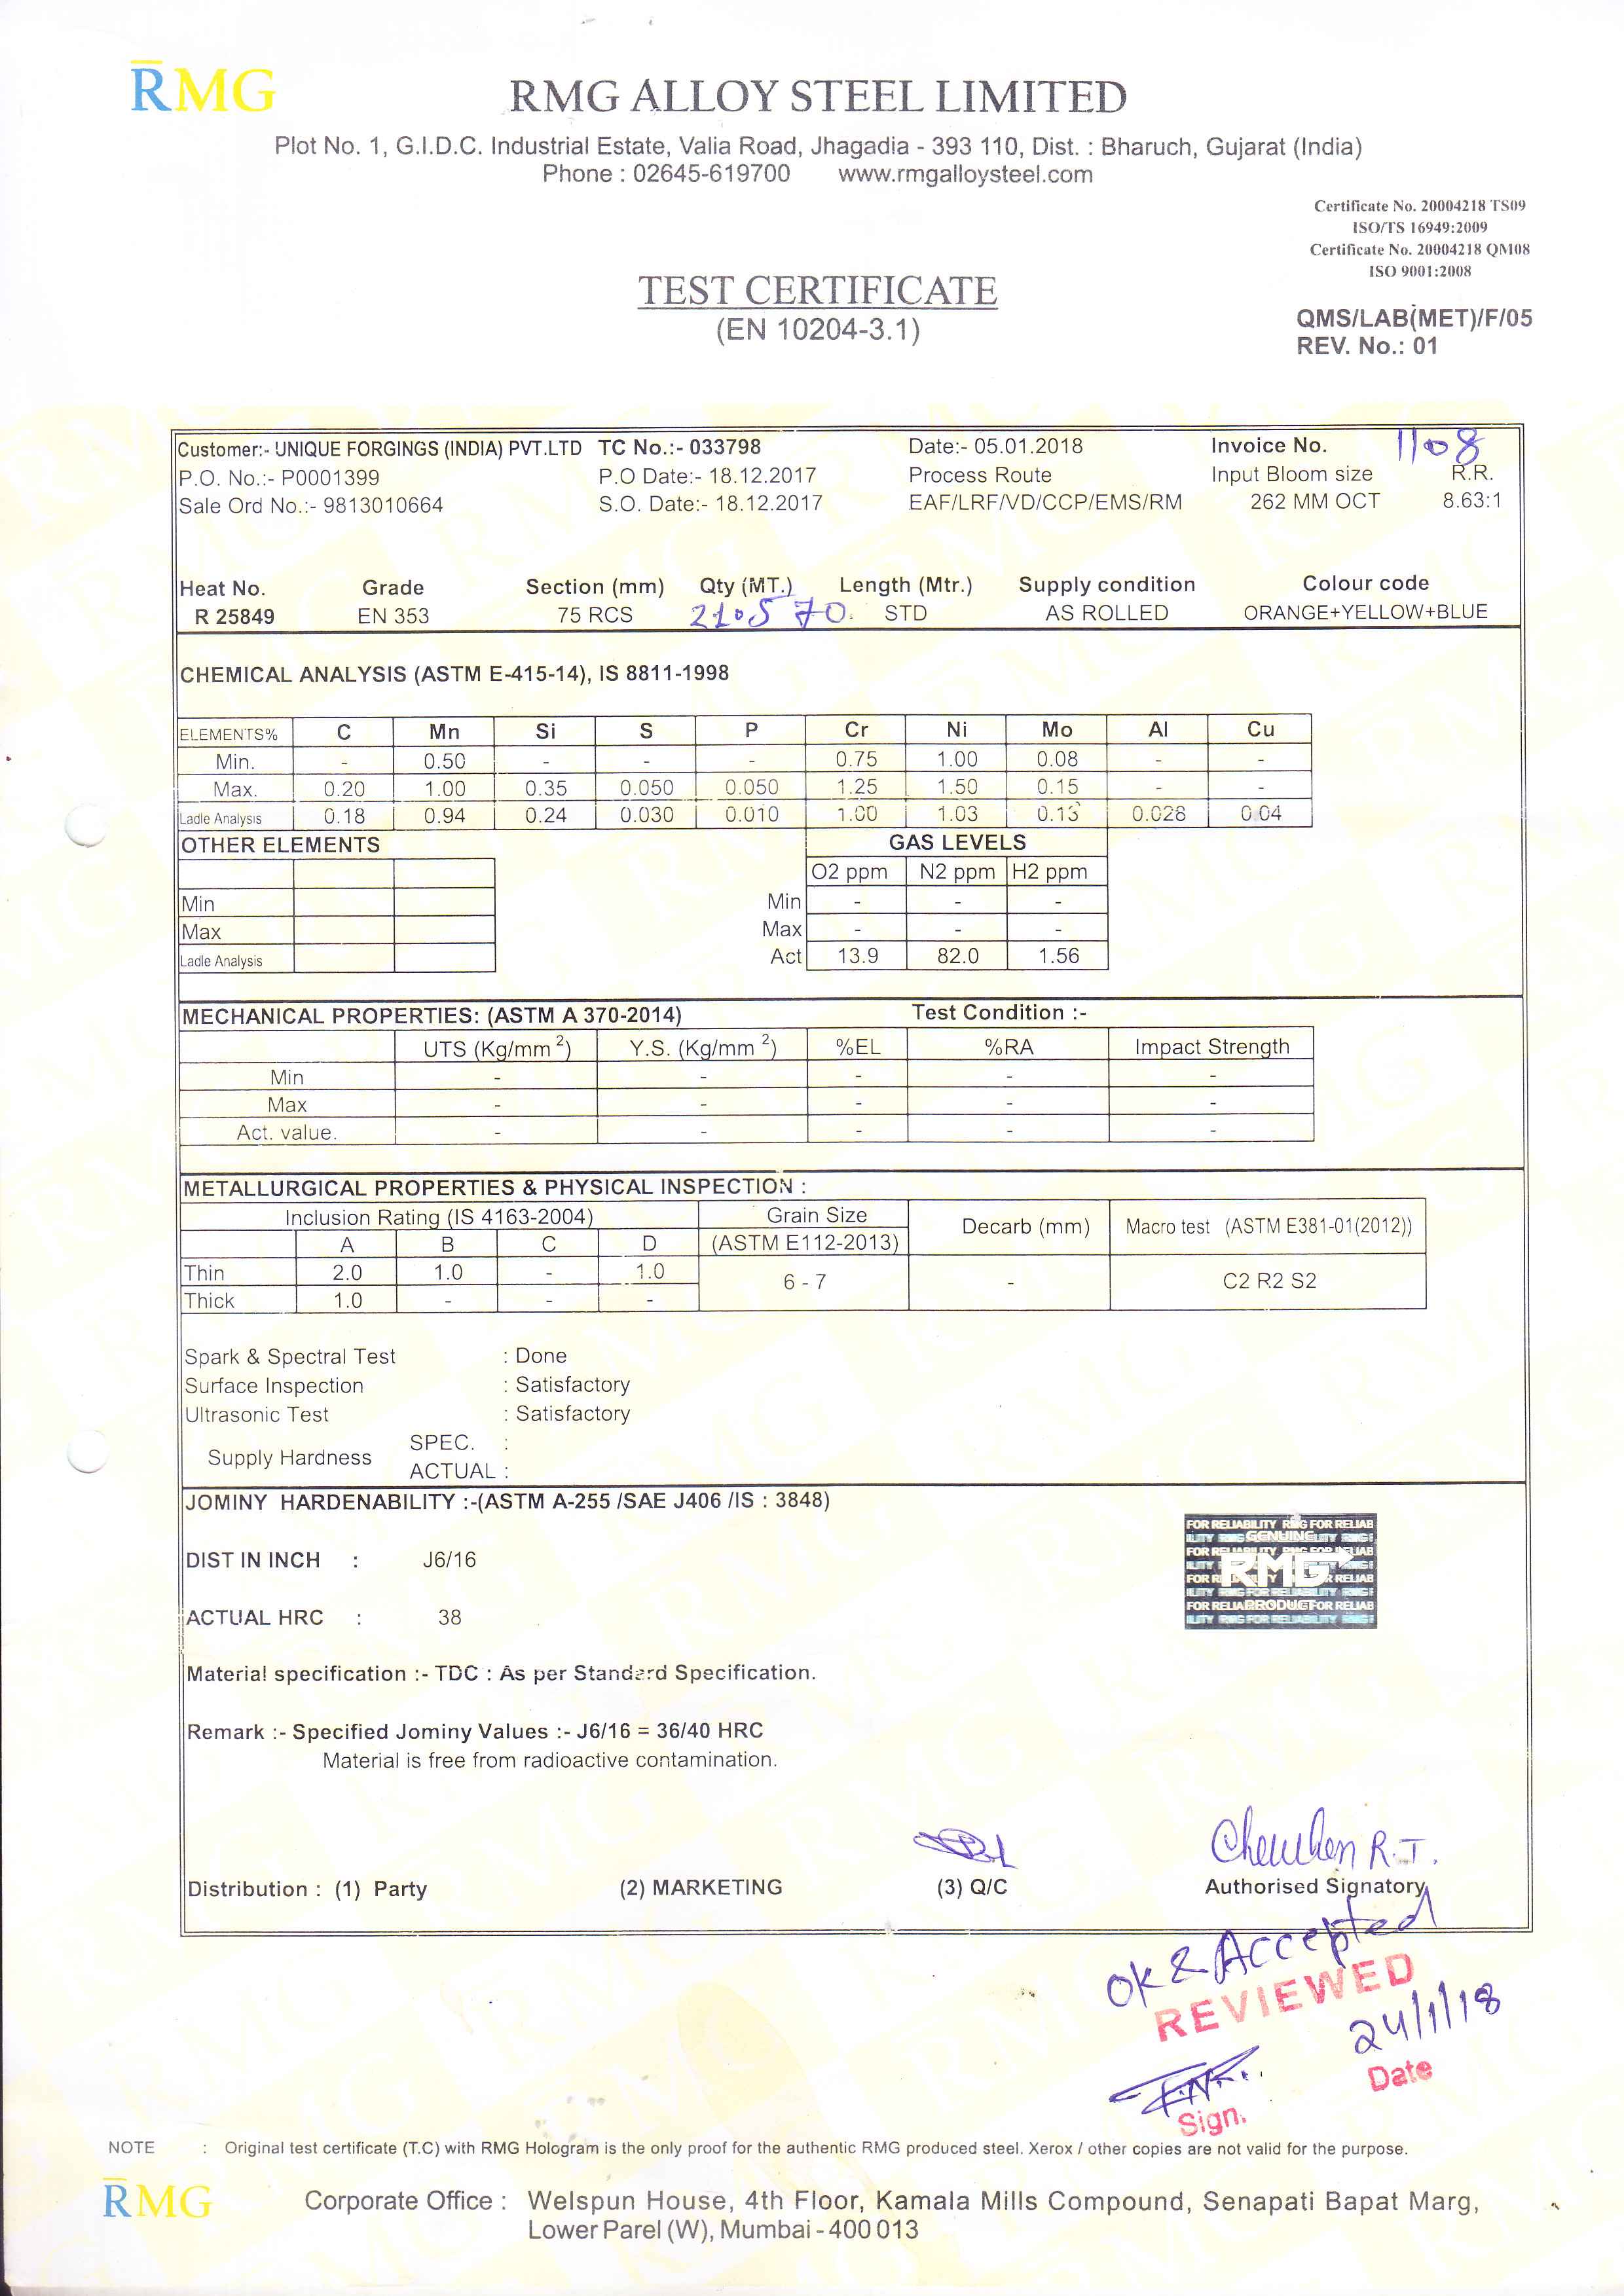 RMG
RMG ALLOY STEEL LIMITED
Plot No. 1, G.I.D.C. Industrial Estate, Valia Road, Jhagadia - 393 110, Dist. : Bharuch, Gujarat (India)
Phone : 02645-619700 www.rmgalloysteel.com
Certificate No. 20004218 TS09
ISO/TS 16949:2009
Certificate No. 20004218 QM08
ISO 9001:2008
TEST CERTIFICATE
(EN 10204-3.1)
QMS/LAB(MET)/F/05
REV. No.: 01
Customer:- UNIQUE FORGINGS (INDIA) PVT.LTD TC No.:- 033798 Date:- 05.01.2018 Invoice No. 1108
P.O. No.:- P0001399 P.O Date:- 18.12.2017 Process Route Input Bloom size R.R.
Sale Ord No.:- 9813010664 S.O. Date:- 18.12.2017 EAF/LRF/VD/CCP/EMS/RM 262 MM OCT 8.63:1
Heat No. Grade Section (mm) Qty (MT.) Length (Mtr.) Supply condition Colour code
R 25849 EN 353 75 RCS 210570 STD AS ROLLED ORANGE+YELLOW+BLUE
CHEMICAL ANALYSIS (ASTM E-415-14), IS 8811-1998
ELEMENTS% C Mn Si S P Cr Ni Mo Al Cu
Min. - 0.50 - - - 0.75 1.00 0.08 - -
Max. 0.20 1.00 0.35 0.050 0.050 1.25 1.50 0.15 - -
Ladle Analysis 0.18 0.94 0.24 0.030 0.010 1.00 1.03 0.13 0.028 0.04
OTHER ELEMENTS GAS LEVELS
O2 ppm N2 ppm H2 ppm
Min Min - - -
Max Max - - -
Ladle Analysis Act 13.9 82.0 1.56
MECHANICAL PROPERTIES: (ASTM A 370-2014) Test Condition :-
UTS (Kg/mm 2) Y.S. (Kg/mm 2) %EL %RA Impact Strength
Min - - - - -
Max - - - - -
Act. value. - - - - -
METALLURGICAL PROPERTIES & PHYSICAL INSPECTION :
Inclusion Rating (IS 4163-2004) Grain Size Decarb (mm) Macro test (ASTM E381-01(2012))
A B C D (ASTM E112-2013)
Thin 2.0 1.0 - 1.0 6 - 7 - C2 R2 S2
Thick 1.0 - - -
Spark & Spectral Test : Done
Surface Inspection : Satisfactory
Ultrasonic Test : Satisfactory
Supply Hardness SPEC. :
ACTUAL :
JOMINY HARDENABILITY :-(ASTM A-255 /SAE J406 /IS : 3848)
DIST IN INCH : J6/16
ACTUAL HRC : 38
FOR RELIABILITY RMG FOR RELIAB
GENUINE
RMG
PRODUCT
Material specification :- TDC : As per Standard Specification.
Remark :- Specified Jominy Values :- J6/16 = 36/40 HRC
Material is free from radioactive contamination.
R.J.
Distribution : (1) Party (2) MARKETING (3) Q/C Authorised Signatory
Ok & Accepted
REVIEWED
24/1/18
Date
Sign.
NOTE : Original test certificate (T.C) with RMG Hologram is the only proof for the authentic RMG produced steel. Xerox / other copies are not valid for the purpose.
RMG
Corporate Office : Welspun House, 4th Floor, Kamala Mills Compound, Senapati Bapat Marg,
Lower Parel (W), Mumbai - 400 013